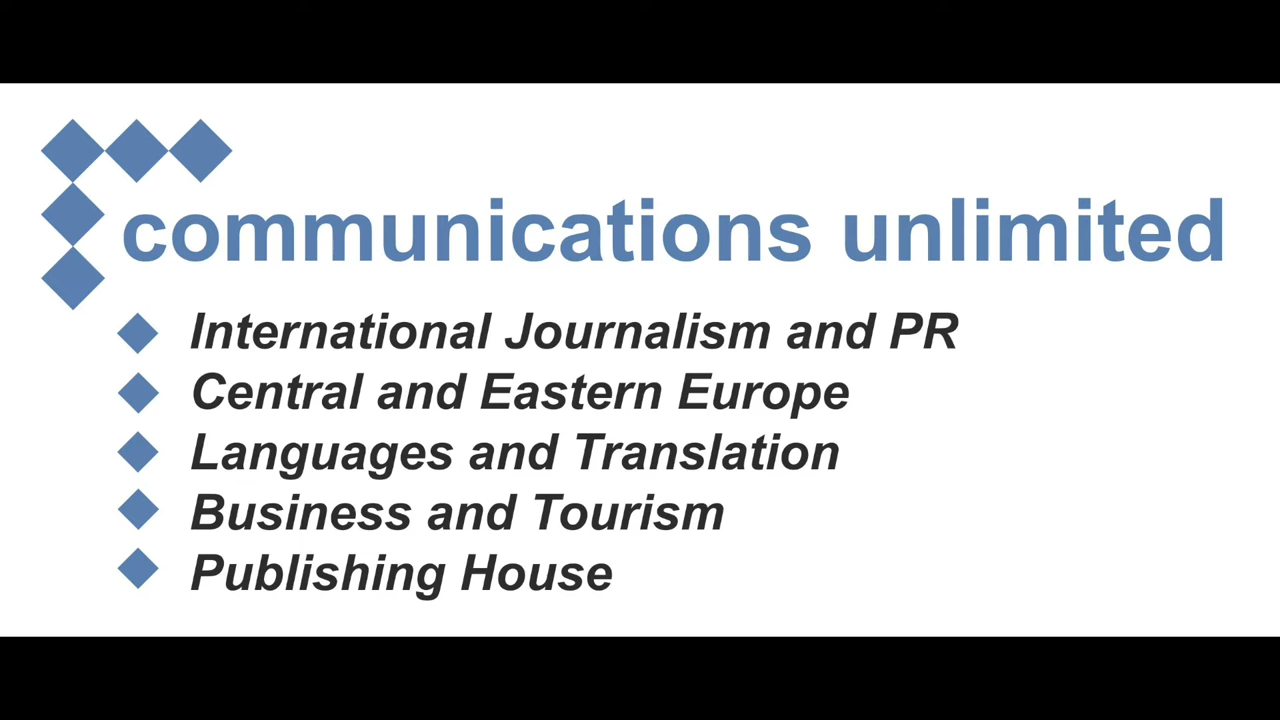 communications unlimited
International Journalism and PR
Central and Eastern Europe
Languages and Translation
Business and Tourism
Publishing House